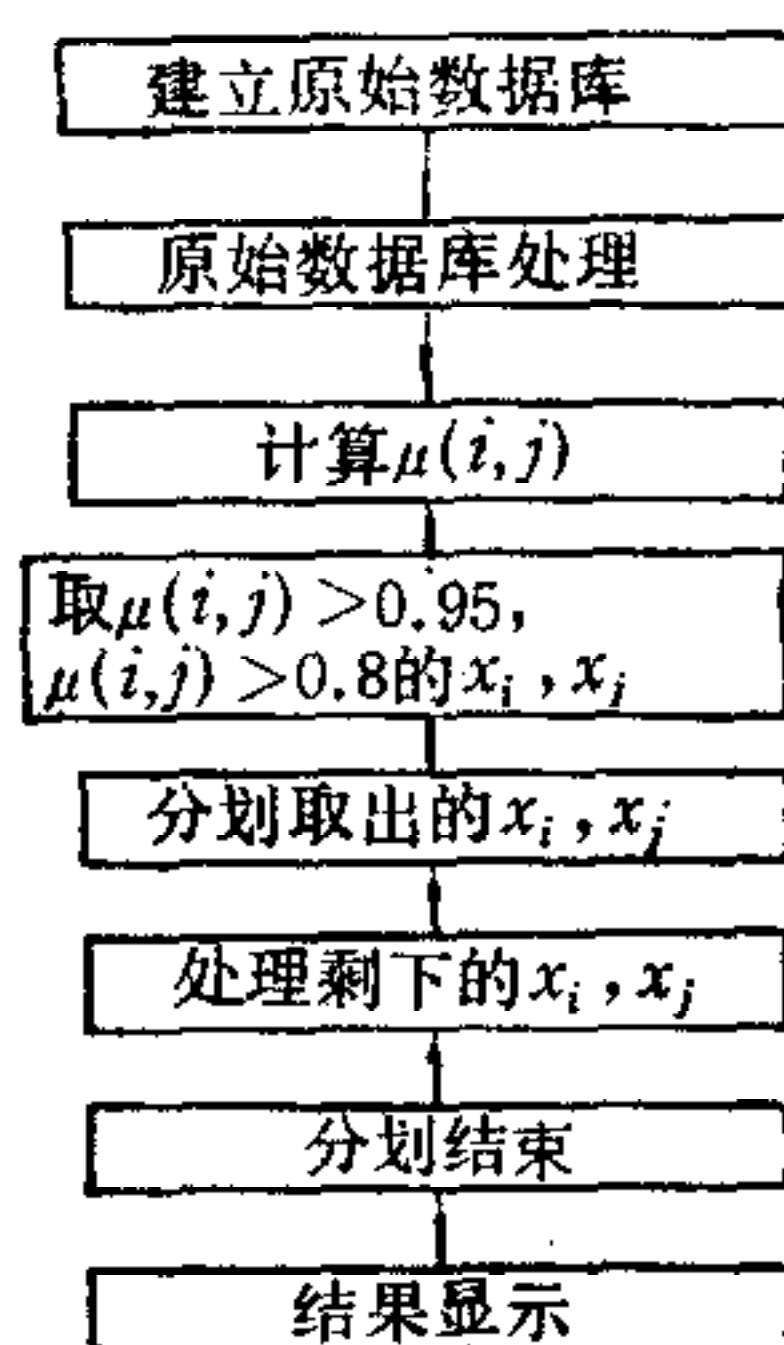 建立原始数据库
原始数据库处理
计算μ(i,j)
取μ(i,j)>0.95,
μ(i,j)>0.8的x_i,x_j
分划取出的x_i,x_j
处理剩下的x_i,x_j
分划结束
结果显示